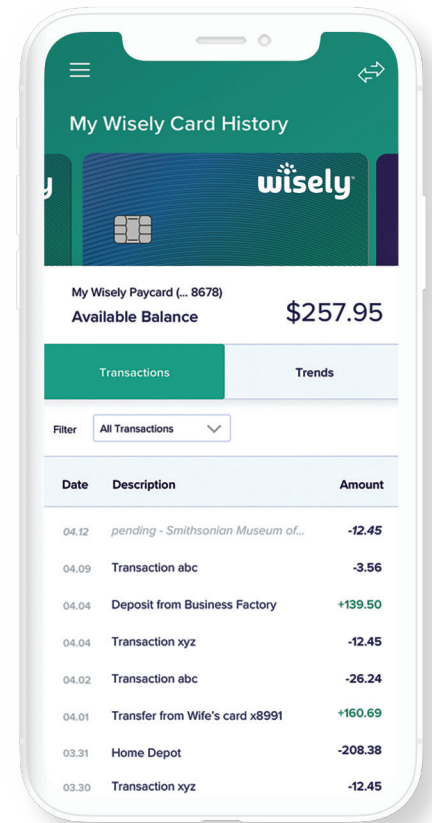 My Wisely Card History
y
wisely
My Wisely Paycard (... 8678)
Available Balance
$257.95
Transactions
Trends
Filter
All Transactions
Date Description Amount
04.12 pending - Smithsonian Museum of... -12.45
04.09 Transaction abc -3.56
04.04 Deposit from Business Factory +139.50
04.04 Transaction xyz -12.45
04.02 Transaction abc -26.24
04.01 Transfer from Wife's card x8991 +160.69
03.31 Home Depot -208.38
03.30 Transaction xyz -12.45